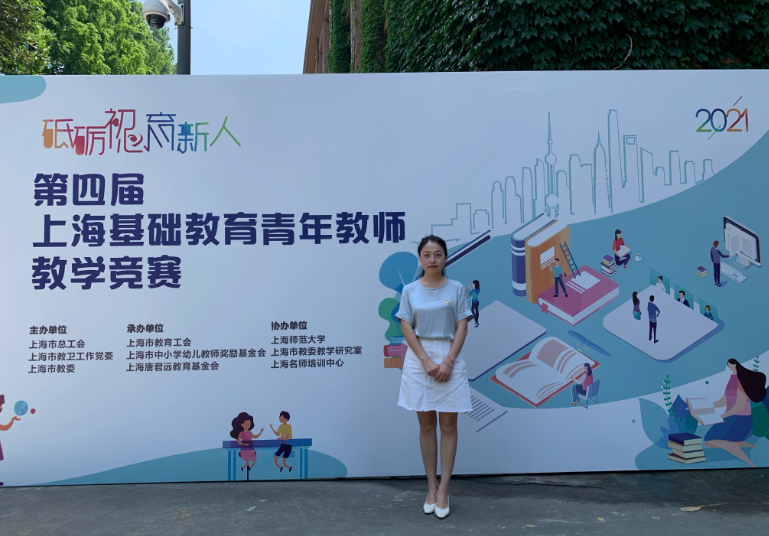 砥砺初心育新人
2021
第四届
上海基础教育青年教师
教学竞赛
主办单位
上海市总工会
上海市教卫工作党委
上海市教委
承办单位
上海市教育工会
上海市中小学幼儿教师奖励基金会
上海唐君远教育基金会
协办单位
上海师范大学
上海市教委教学研究室
上海名师培训中心